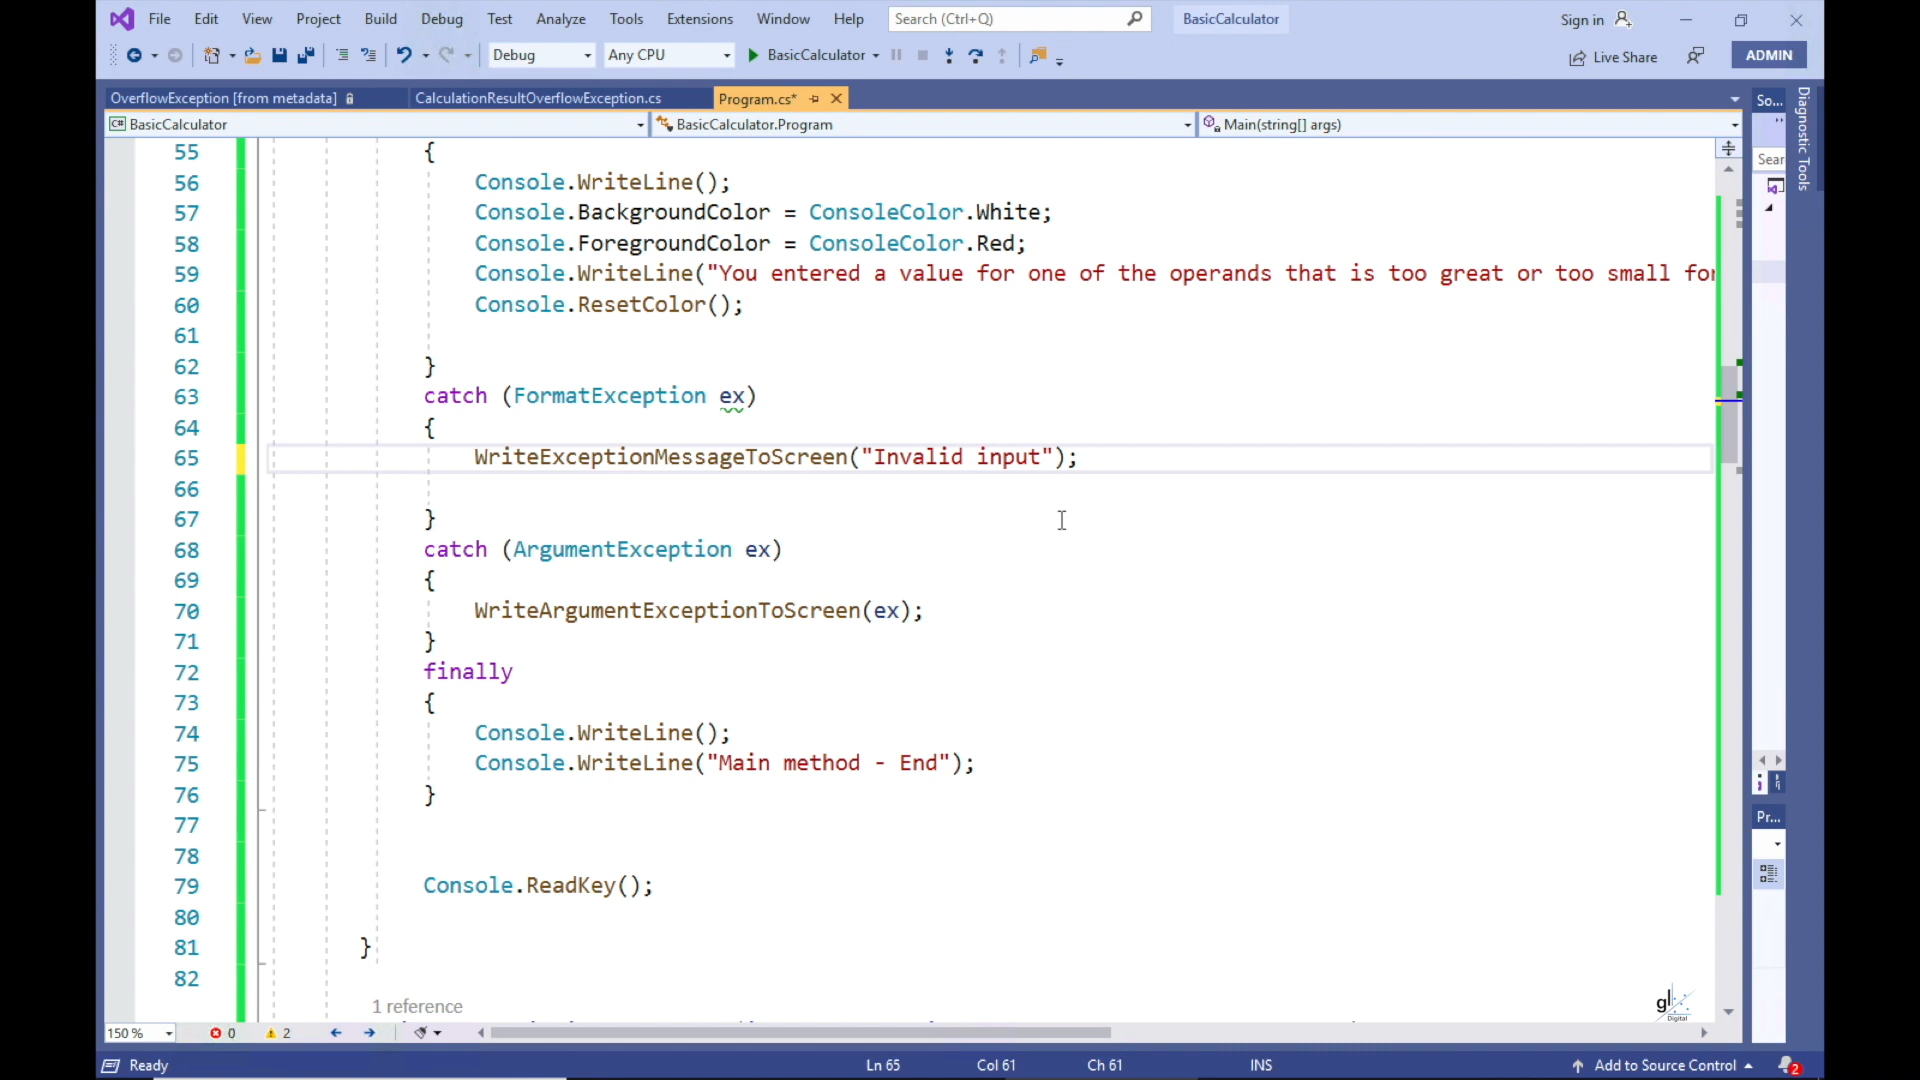 File Edit View Project Build Debug Test Analyze Tools Extensions Window Help Search (Ctrl+Q) BasicCalculator Sign in
Debug Any CPU BasicCalculator Live Share ADMIN
OverflowException [from metadata] CalculationResultOverflowException.cs Program.cs* So...
C# BasicCalculator BasicCalculator.Program Main(string[] args)
Diagnostic Tools
Sear
55 {
56 Console.WriteLine();
57 Console.BackgroundColor = ConsoleColor.White;
58 Console.ForegroundColor = ConsoleColor.Red;
59 Console.WriteLine("You entered a value for one of the operands that is too great or too small for
60 Console.ResetColor();
61
62 }
63 catch (FormatException ex)
64 {
65 WriteExceptionMessageToScreen("Invalid input");
66
67 }
68 catch (ArgumentException ex)
69 {
70 WriteArgumentExceptionToScreen(ex);
71 }
72 finally
73 {
74 Console.WriteLine();
75 Console.WriteLine("Main method - End");
76 }
77
78
79 Console.ReadKey();
80
81 }
82
1 reference
Pr...
gl
Digital
150 % 0 2
Ready Ln 65 Col 61 Ch 61 INS Add to Source Control 2